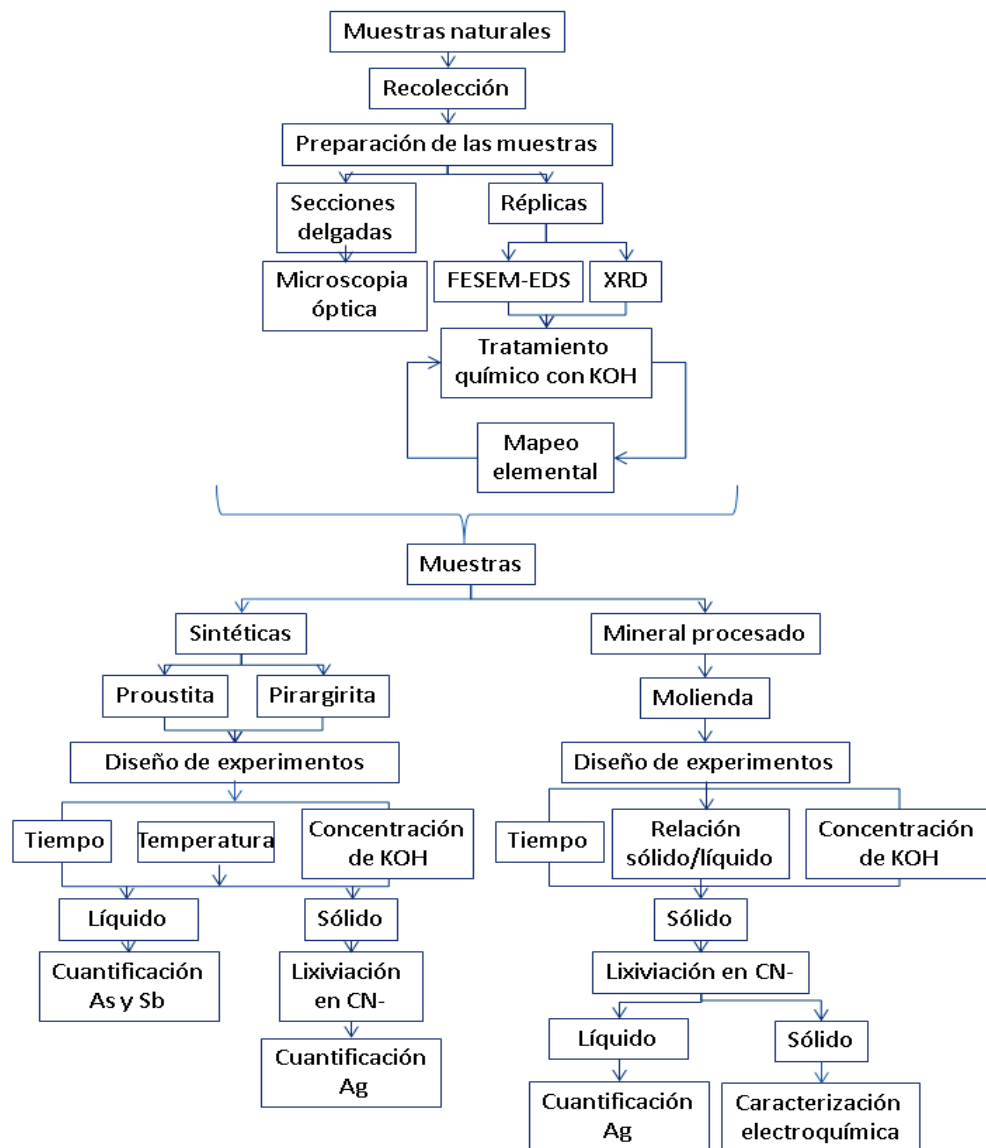 Muestras naturales
Recolección
Preparación de las muestras
Secciones
delgadas
Réplicas
Microscopia
óptica
FESEM-EDS
XRD
Tratamiento
químico con KOH
Mapeo
elemental
Muestras
Sintéticas
Proustita
Pirargirita
Diseño de experimentos
Tiempo
Temperatura
Concentración
de KOH
Líquido
Sólido
Cuantificación
As y Sb
Lixiviación
en CN-
Cuantificación
Ag
Mineral procesado
Molienda
Diseño de experimentos
Tiempo
Relación
sólido/líquido
Concentración
de KOH
Sólido
Lixiviación en CN-
Líquido
Sólido
Cuantificación
Ag
Caracterización
electroquímica